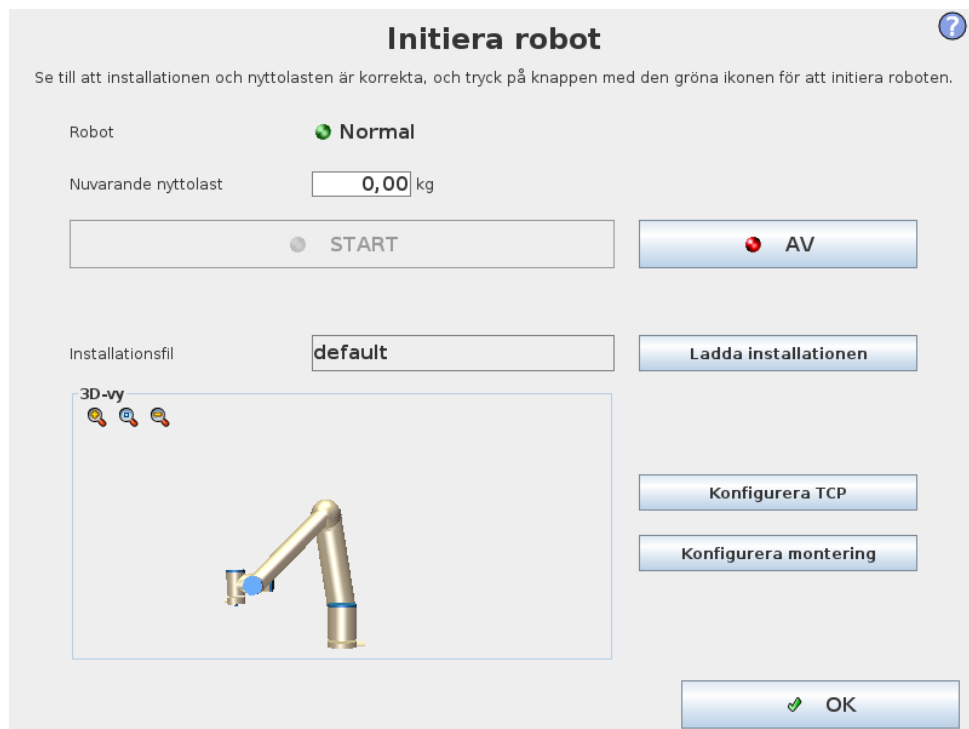 Initiera robot
?
Se till att installationen och nyttolasten är korrekta, och tryck på knappen med den gröna ikonen för att initiera roboten.
Robot
Normal
Nuvarande nyttolast
0,00 kg
START
AV
Installationsfil
default
Ladda installationen
3D-vy
Konfigurera TCP
Konfigurera montering
OK